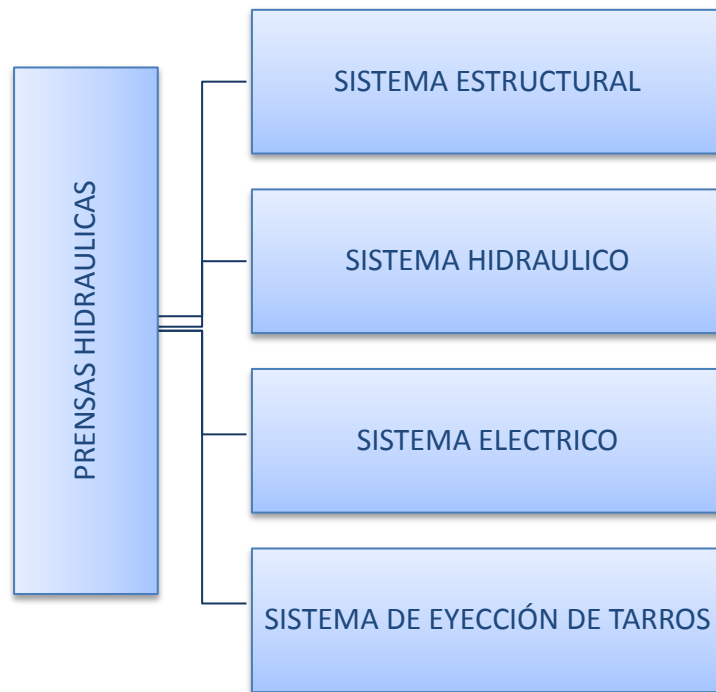 PRENSAS HIDRAULICAS
SISTEMA ESTRUCTURAL
SISTEMA HIDRAULICO
SISTEMA ELECTRICO
SISTEMA DE EYECCIÓN DE TARROS